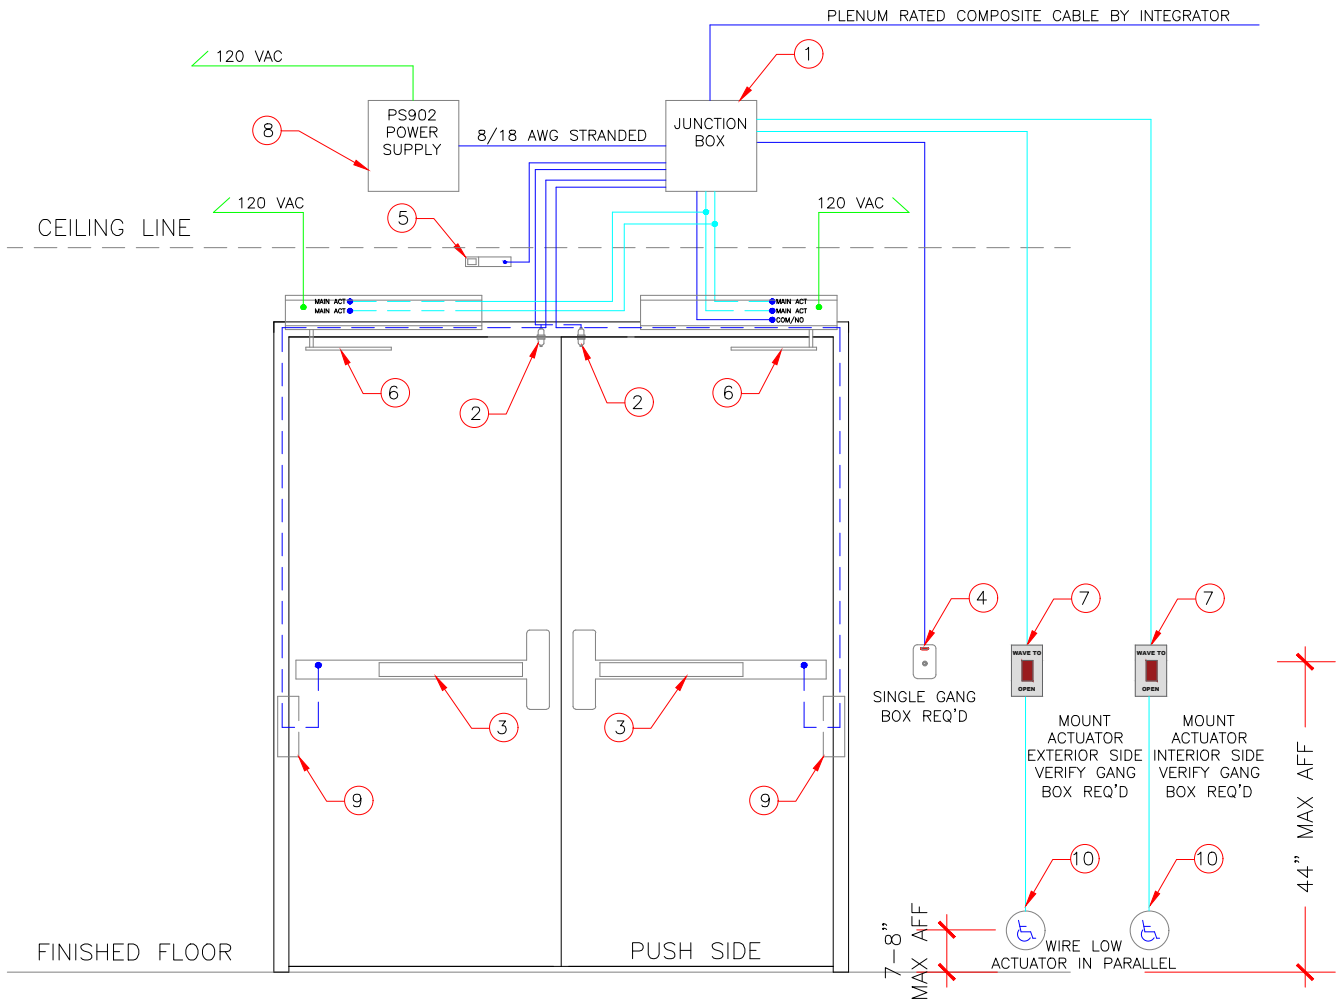 PLENUM RATED COMPOSITE CABLE BY INTEGRATOR
120 VAC
1
PS902
POWER
SUPPLY
8
8/18 AWG STRANDED
JUNCTION
BOX
120 VAC
5
120 VAC
CEILING LINE
MAIN ACT
MAIN ACT
MAIN ACT
MAIN ACT
COM/NO
6
2
2
6
4
7
7
WAVE TO
OPEN
WAVE TO
OPEN
SINGLE GANG
BOX REQ'D
3
3
MOUNT
ACTUATOR
EXTERIOR SIDE
VERIFY GANG
BOX REQ'D
MOUNT
ACTUATOR
INTERIOR SIDE
VERIFY GANG
BOX REQ'D
9
9
44" MAX AFF
10
10
7-8"
MAX AFF
WIRE LOW
ACTUATOR IN PARALLEL
FINISHED FLOOR
PUSH SIDE